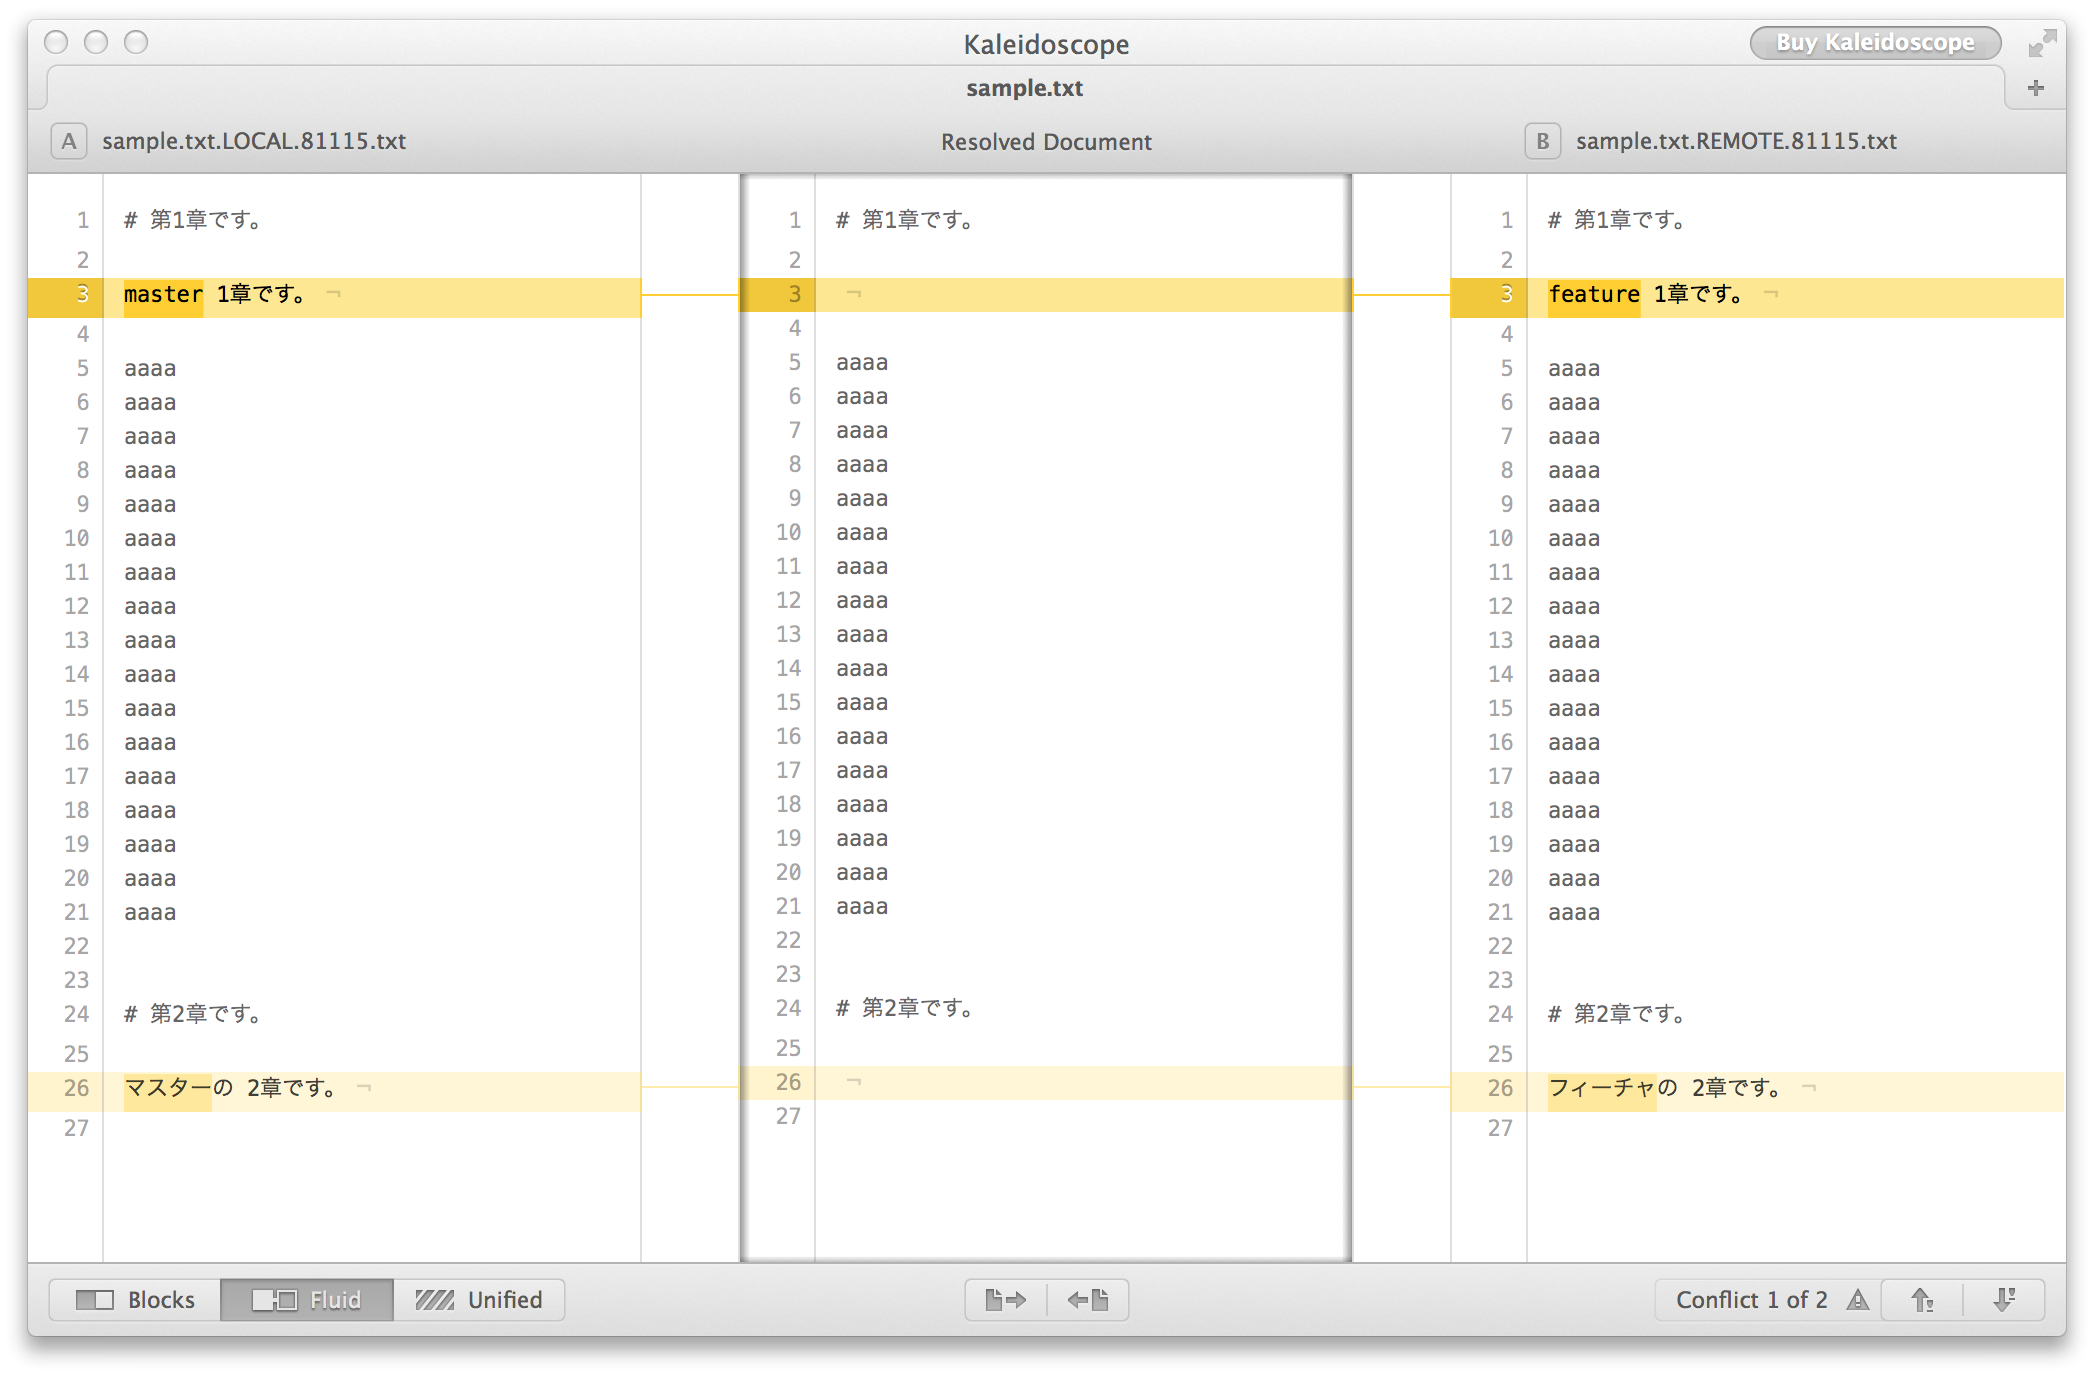 Kaleidoscope
Buy Kaleidoscope
sample.txt
+
A sample.txt.LOCAL.81115.txt
Resolved Document
B sample.txt.REMOTE.81115.txt
1 # 第1章です。
2
3 master 1章です。 ¬
4
5 aaaa
6 aaaa
7 aaaa
8 aaaa
9 aaaa
10 aaaa
11 aaaa
12 aaaa
13 aaaa
14 aaaa
15 aaaa
16 aaaa
17 aaaa
18 aaaa
19 aaaa
20 aaaa
21 aaaa
22
23
24 # 第2章です。
25
26 マスターの 2章です。 ¬
27
1 # 第1章です。
2
3 ¬
4
5 aaaa
6 aaaa
7 aaaa
8 aaaa
9 aaaa
10 aaaa
11 aaaa
12 aaaa
13 aaaa
14 aaaa
15 aaaa
16 aaaa
17 aaaa
18 aaaa
19 aaaa
20 aaaa
21 aaaa
22
23
24 # 第2章です。
25
26 ¬
27
1 # 第1章です。
2
3 feature 1章です。 ¬
4
5 aaaa
6 aaaa
7 aaaa
8 aaaa
9 aaaa
10 aaaa
11 aaaa
12 aaaa
13 aaaa
14 aaaa
15 aaaa
16 aaaa
17 aaaa
18 aaaa
19 aaaa
20 aaaa
21 aaaa
22
23
24 # 第2章です。
25
26 フィーチャの 2章です。 ¬
27
Blocks
Fluid
Unified
Conflict 1 of 2